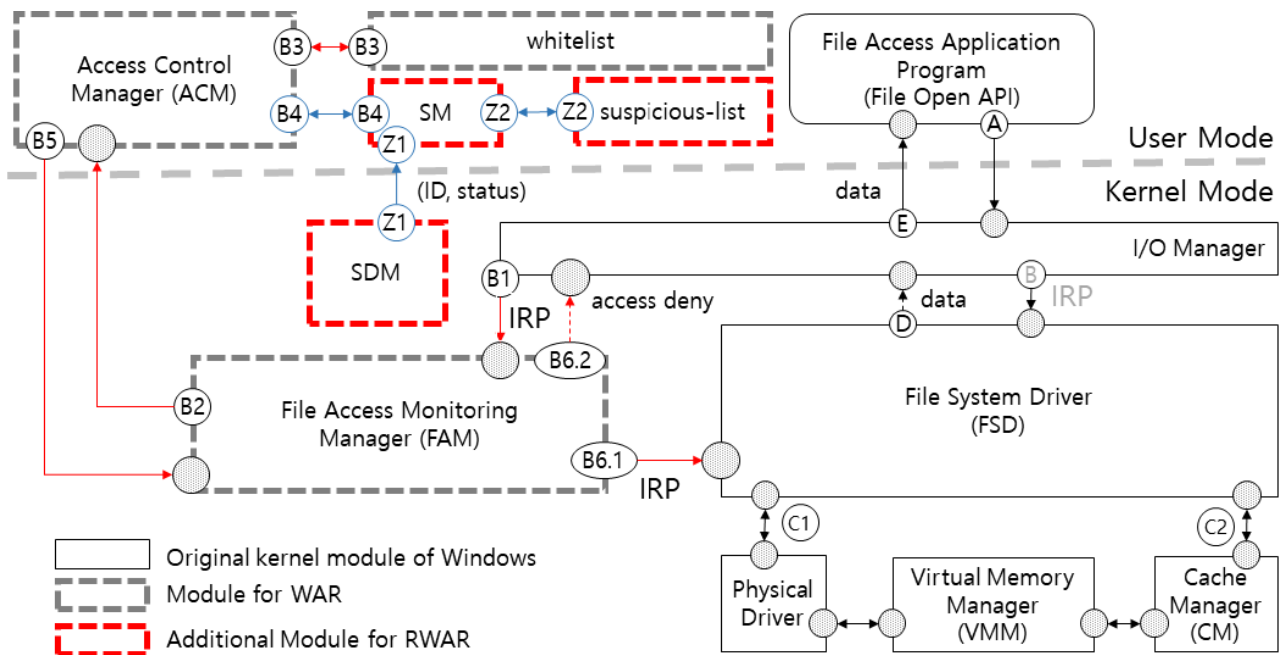 Access Control
Manager (ACM)
B3
B3
whitelist
B4
B4
SM
Z2
Z2
suspicious-list
Z1
B5
File Access Application
Program
(File Open API)
A
User Mode
Kernel Mode
(ID, status)
data
Z1
SDM
E
I/O Manager
B1
access deny
data
B
IRP
IRP
D
B6.2
B2
File Access Monitoring
Manager (FAM)
B6.1
IRP
File System Driver
(FSD)
C1
C2
Physical
Driver
Virtual Memory
Manager
(VMM)
Cache
Manager
(CM)
Original kernel module of Windows
Module for WAR
Additional Module for RWAR